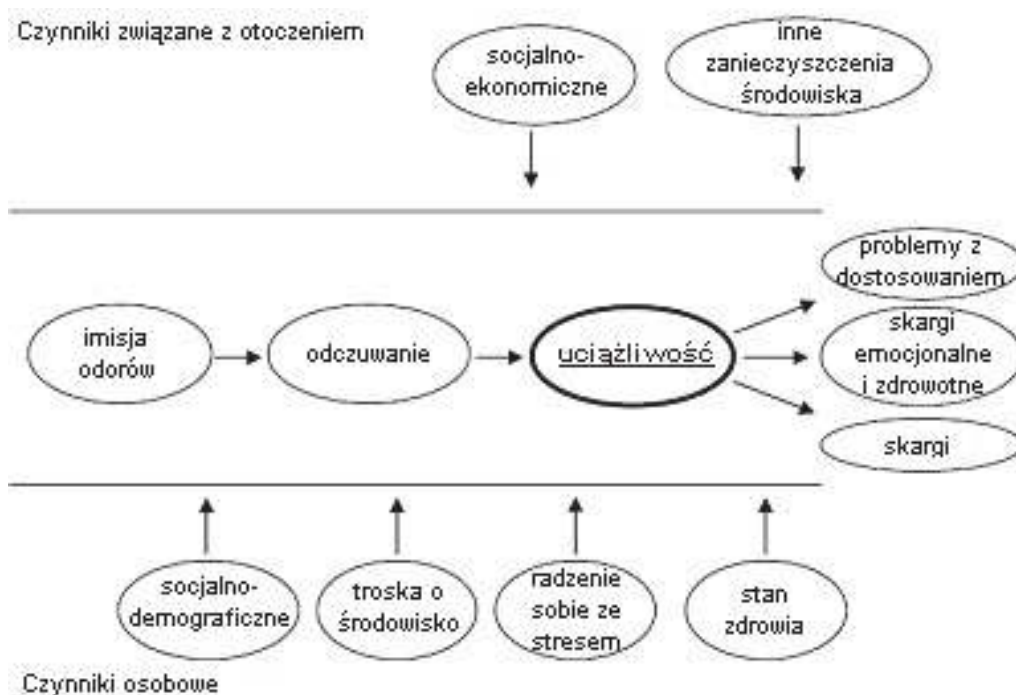 Czynniki związane z otoczeniem
socjalno-
ekonomiczne
inne
zanieczyszczenia
środowiska
problemy z
dostosowaniem
imisja
odorów
odczuwanie
uciążliwość
skargi
emocjonalne
i zdrowotne
skargi
socjalno-
demograficzne
troska o
środowisko
radzenie
sobie ze
stresem
stan
zdrowia
Czynniki osobowe